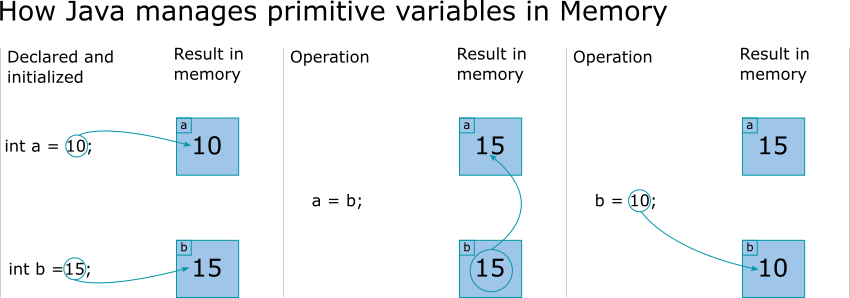 How Java manages primitive variables in Memory
Declared and
initialized
Result in
memory
int a = 10;
a
10
int b =15;
b
15
Operation
a = b;
Result in
memory
a
15
b
15
Operation
b = 10;
Result in
memory
a
15
b
10